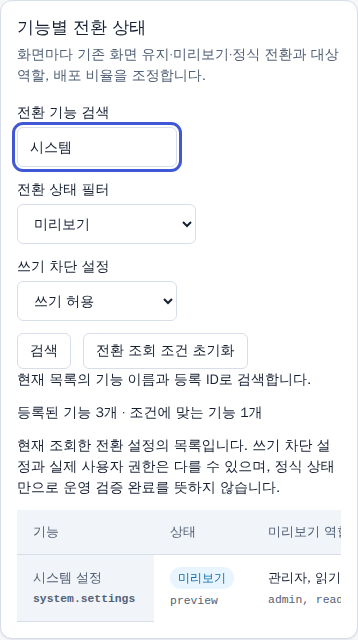 기능별 전환 상태
화면마다 기존 화면 유지·미리보기·정식 전환과 대상
역할, 배포 비율을 조정합니다.
전환 기능 검색
시스템
전환 상태 필터
미리보기
쓰기 차단 설정
쓰기 허용
검색 전환 조회 조건 초기화
현재 목록의 기능 이름과 등록 ID로 검색합니다.
등록된 기능 3개 · 조건에 맞는 기능 1개
현재 조회한 전환 설정의 목록입니다. 쓰기 차단 설
정과 실제 사용자 권한은 다를 수 있으며, 정식 상태
만으로 운영 검증 완료를 뜻하지 않습니다.
기능 상태 미리보기
시스템 설정 미리보기 관리자, 읽기
system.settings preview admin, read